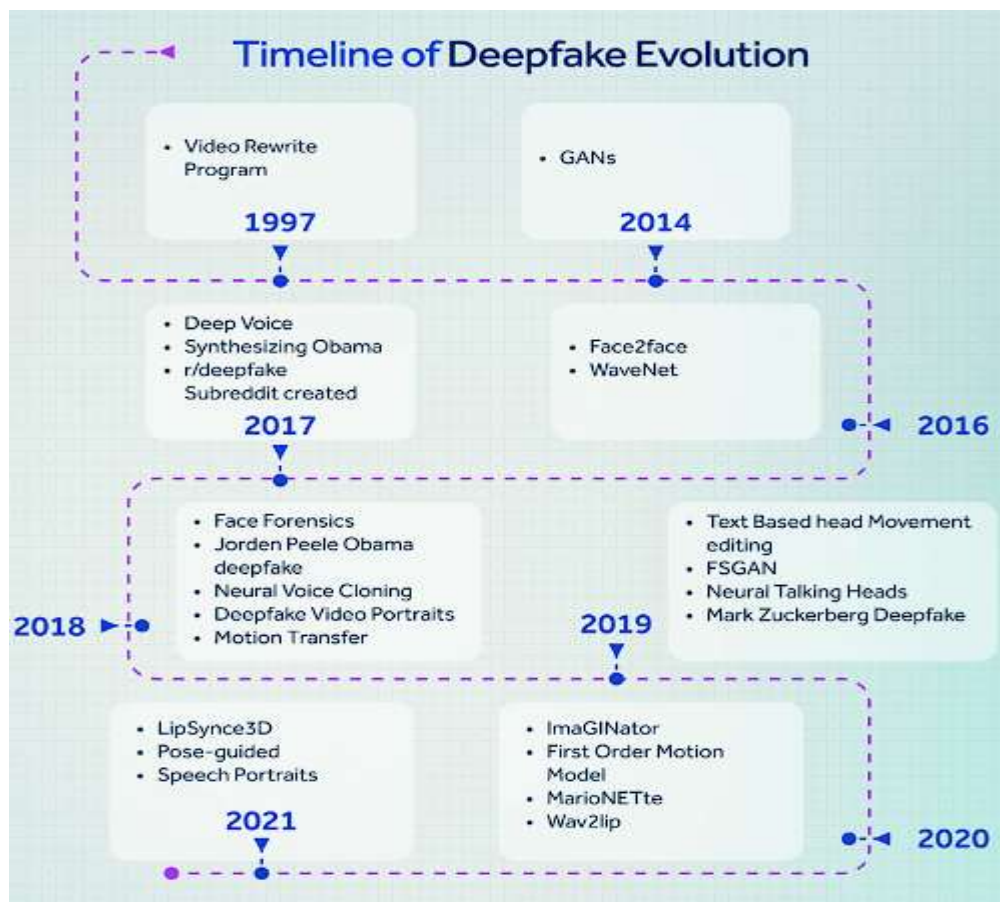 Timeline of Deepfake Evolution
• Video Rewrite
Program
1997
• GANs
2014
• Face2face
• WaveNet
2016
• Deep Voice
• Synthesizing Obama
• r/deepfake
Subreddit created
2017
• Face Forensics
• Jorden Peele Obama
deepfake
• Neural Voice Cloning
• Deepfake Video Portraits
• Motion Transfer
2018
• Text Based head Movement
editing
• FSGAN
• Neural Talking Heads
• Mark Zuckerberg Deepfake
2019
• ImaGINator
• First Order Motion
Model
• MarioNETte
• Wav2lip
2020
• LipSynce3D
• Pose-guided
• Speech Portraits
2021